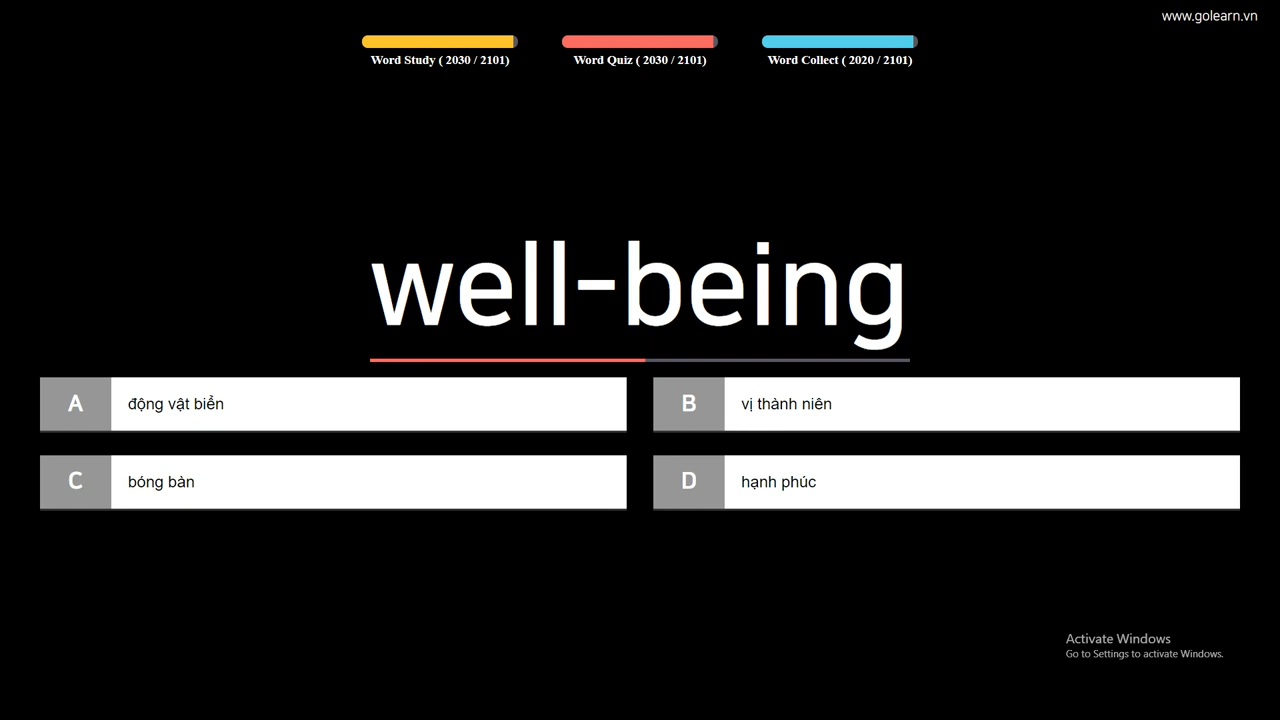 www.golearn.vn
Word Study ( 2030 / 2101)
Word Quiz ( 2030 / 2101)
Word Collect ( 2020 / 2101)
well-being
A động vật biển
B vị thành niên
C bóng bàn
D hạnh phúc
Activate Windows
Go to Settings to activate Windows.